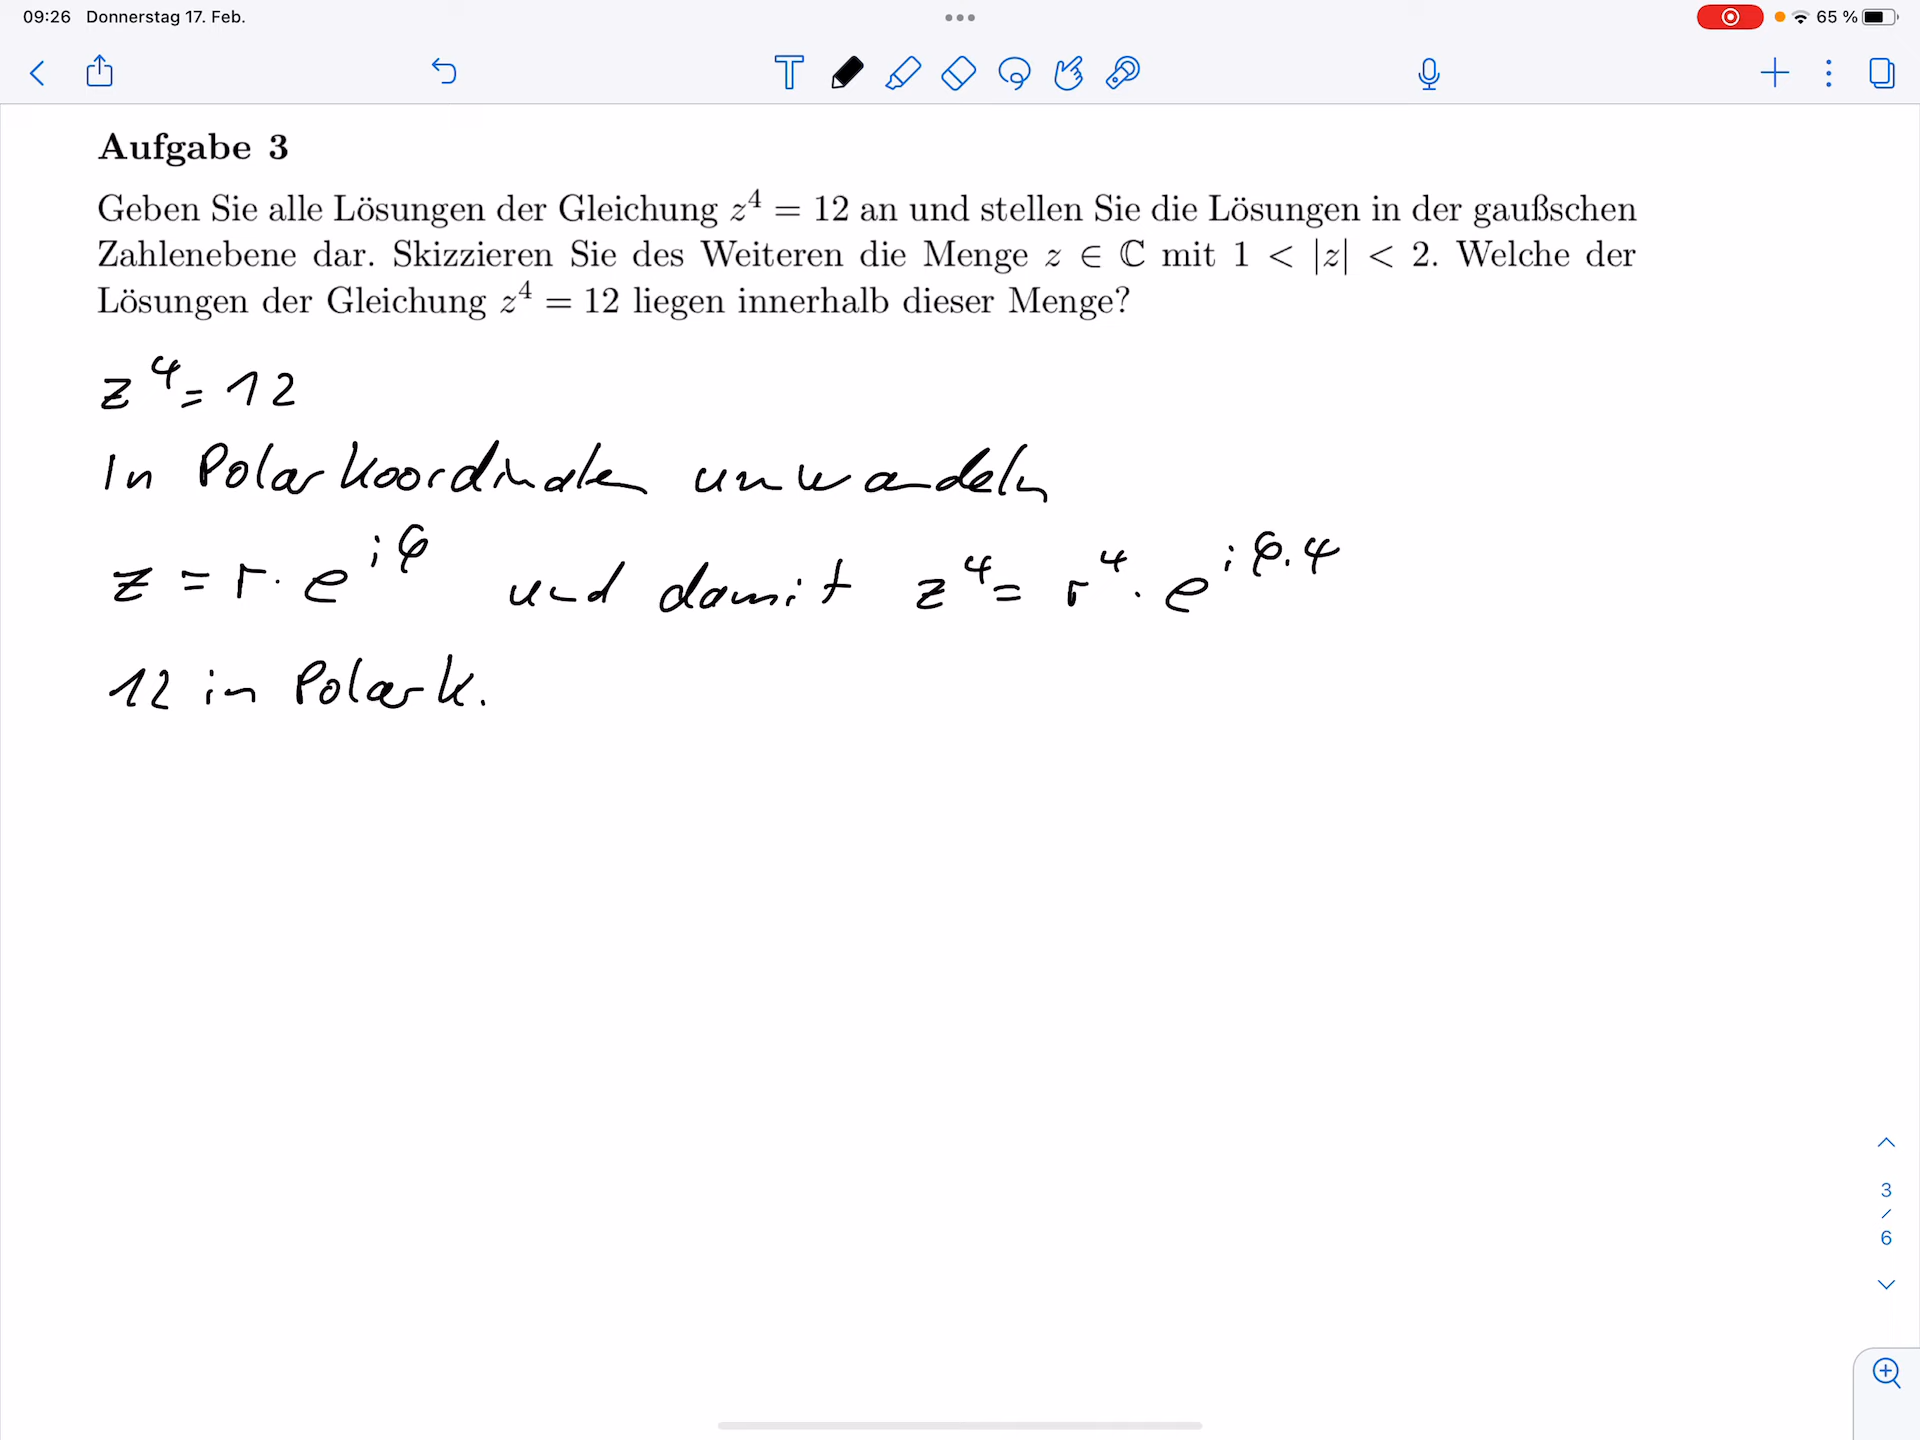 09:26 Donnerstag 17. Feb. 65 %
T
Aufgabe 3
Geben Sie alle Lösungen der Gleichung z⁴ = 12 an und stellen Sie die Lösungen in der gaußschen
Zahlenebene dar. Skizzieren Sie des Weiteren die Menge z ∈ ℂ mit 1 < |z| < 2. Welche der
Lösungen der Gleichung z⁴ = 12 liegen innerhalb dieser Menge?
z⁴ = 12
In Polarkoordinaten umwandeln
z = r · e^{iφ} und damit z⁴ = r⁴ · e^{iφ·4}
12 in Polark.
3
/
6